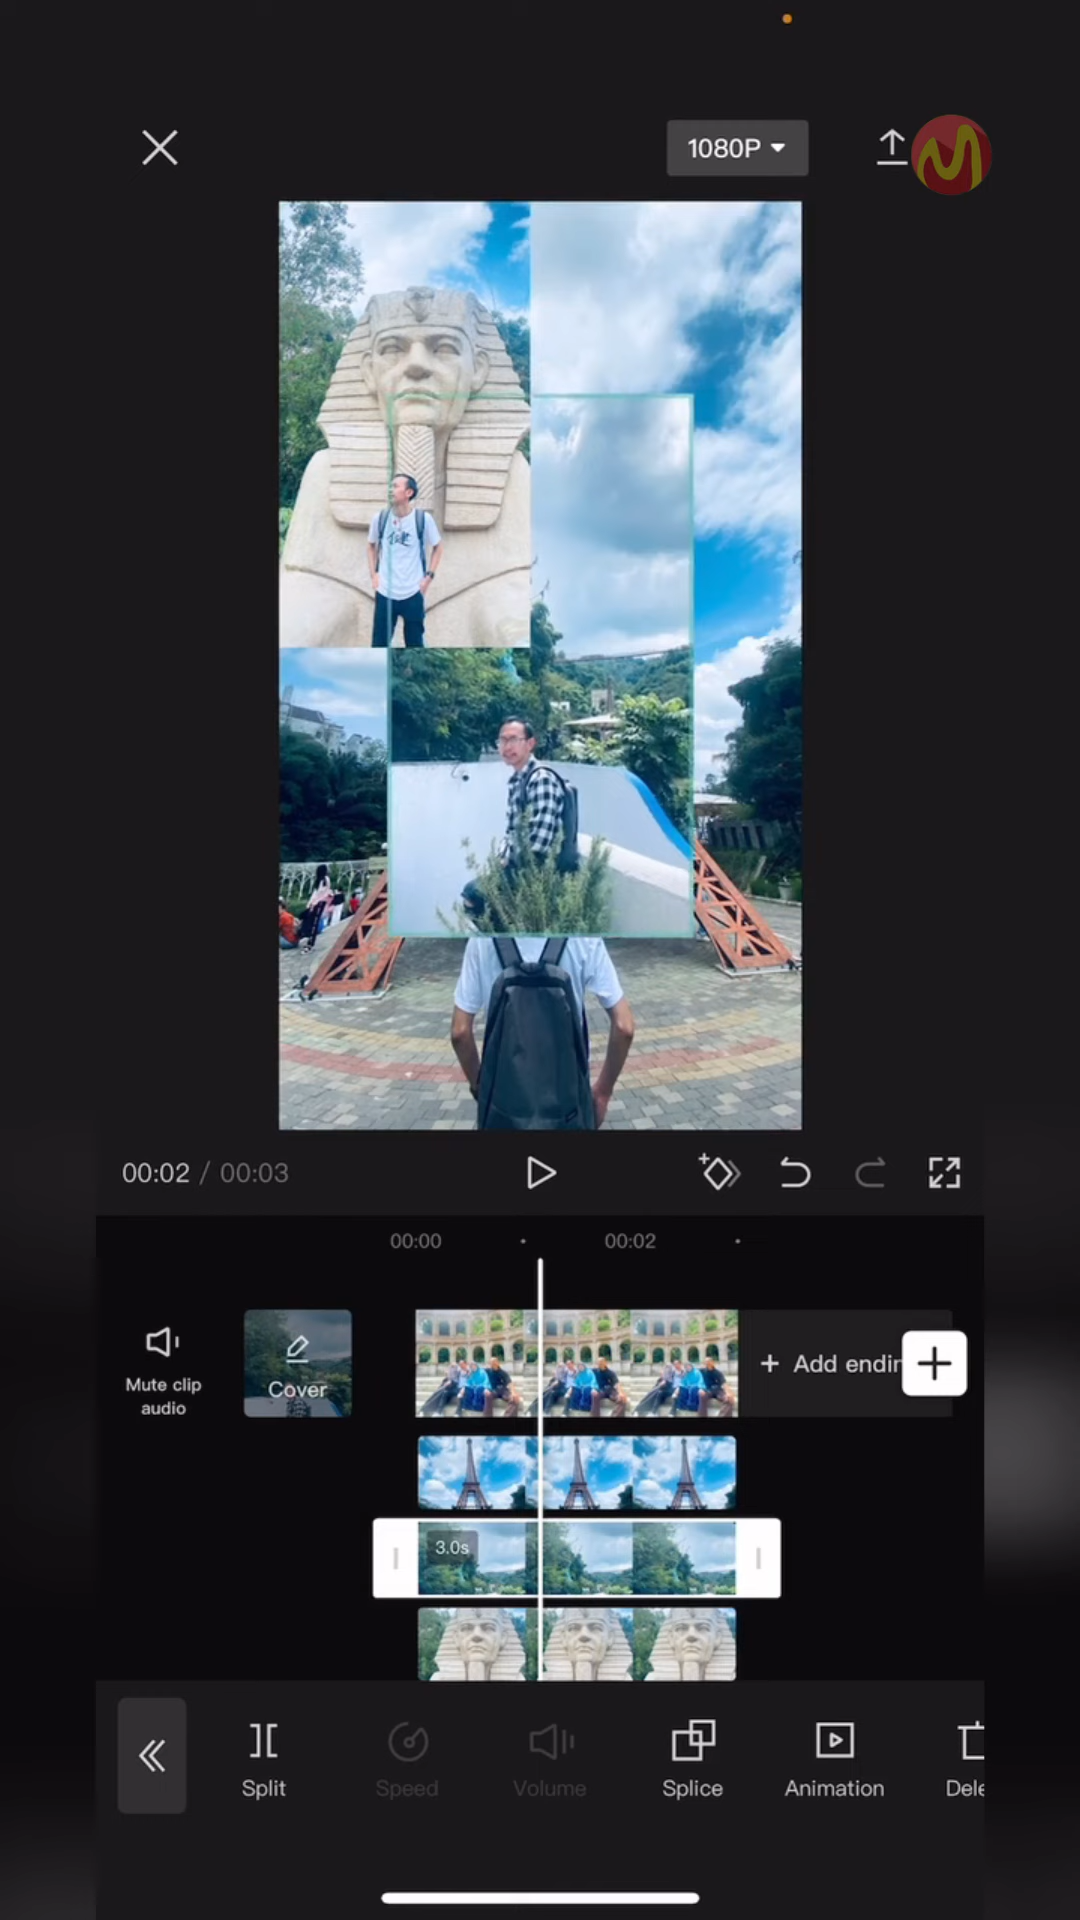 1080P
00:02 / 00:03
00:00
00:02
Mute clip
audio
Cover
+ Add endin
3.0s
Split
Speed
Volume
Splice
Animation
Dele